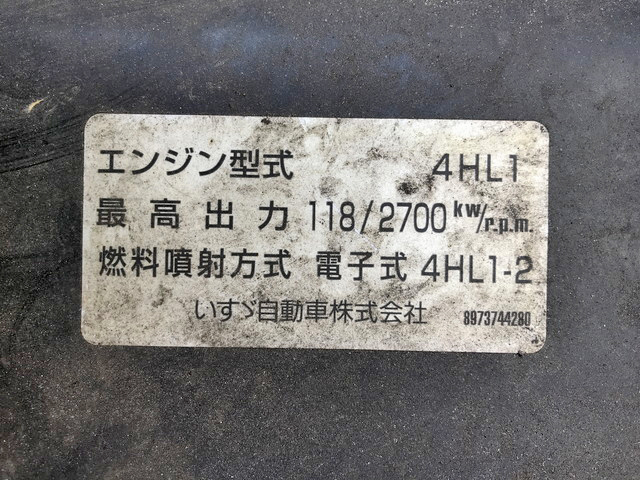 エンジン型式 4HL1
最高出力 118/2700 kw/r.p.m.
燃料噴射方式 電子式 4HL1-2
いすゞ自動車株式会社 8973744280